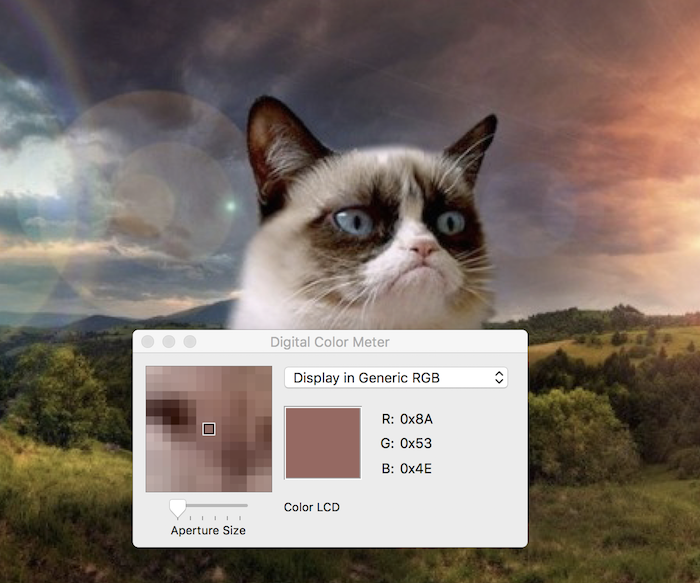 Digital Color Meter
Display in Generic RGB
R: 0x8A
G: 0x53
B: 0x4E
Color LCD
Aperture Size